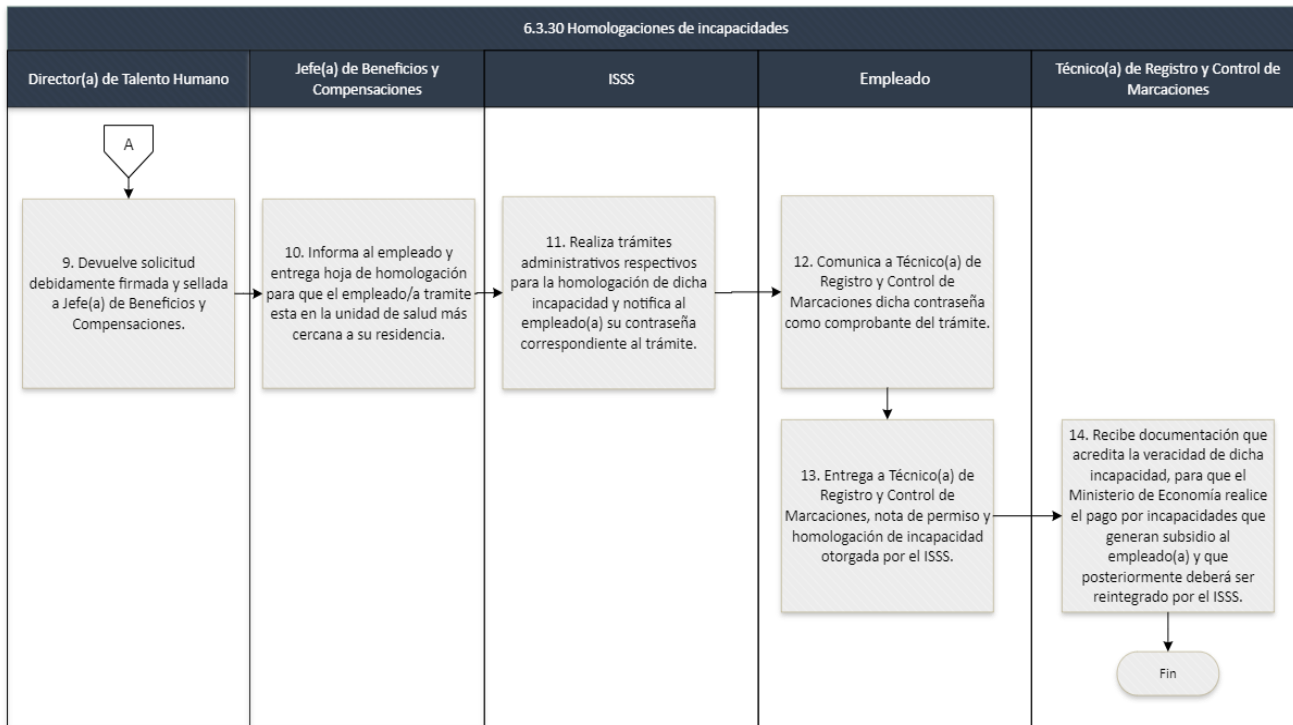 6.3.30 Homologaciones de incapacidades
Director(a) de Talento Humano
Jefe(a) de Beneficios y
Compensaciones
ISSS
Empleado
Técnico(a) de Registro y Control de
Marcaciones
A
9. Devuelve solicitud
debidamente firmada y sellada
a Jefe(a) de Beneficios y
Compensaciones.
10. Informa al empleado y
entrega hoja de homologación
para que el empleado/a tramite
esta en la unidad de salud más
cercana a su residencia.
11. Realiza trámites
administrativos respectivos
para la homologación de dicha
incapacidad y notifica al
empleado(a) su contraseña
correspondiente al trámite.
12. Comunica a Técnico(a) de
Registro y Control de
Marcaciones dicha contraseña
como comprobante del trámite.
13. Entrega a Técnico(a) de
Registro y Control de
Marcaciones, nota de permiso y
homologación de incapacidad
otorgada por el ISSS.
14. Recibe documentación que
acredita la veracidad de dicha
incapacidad, para que el
Ministerio de Economía realice
el pago por incapacidades que
generan subsidio al
empleado(a) y que
posteriormente deberá ser
reintegrado por el ISSS.
Fin